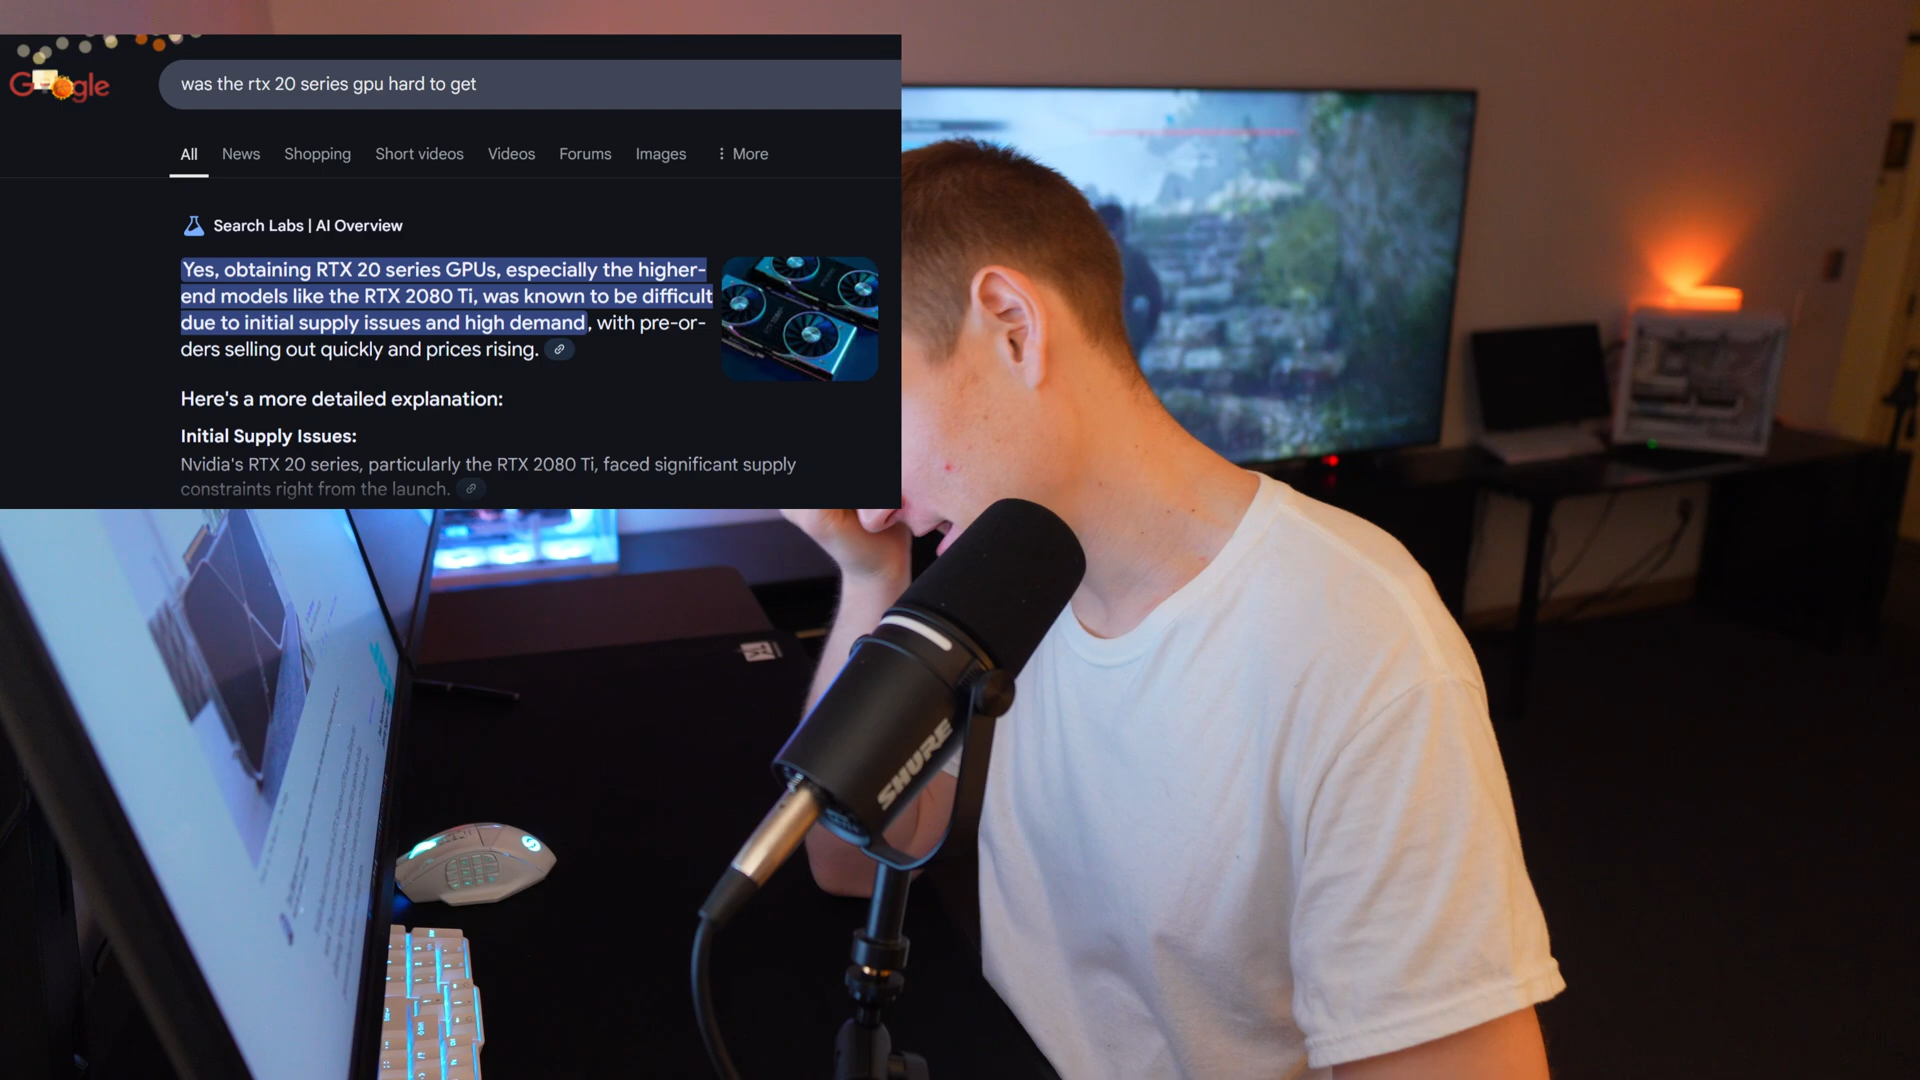 Google
was the rtx 20 series gpu hard to get
All News Shopping Short videos Videos Forums Images More
Search Labs | AI Overview
Yes, obtaining RTX 20 series GPUs, especially the higher-
end models like the RTX 2080 Ti, was known to be difficult
due to initial supply issues and high demand, with pre-or-
ders selling out quickly and prices rising.
Here's a more detailed explanation:
Initial Supply Issues:
Nvidia's RTX 20 series, particularly the RTX 2080 Ti, faced significant supply
constraints right from the launch.
SHURE